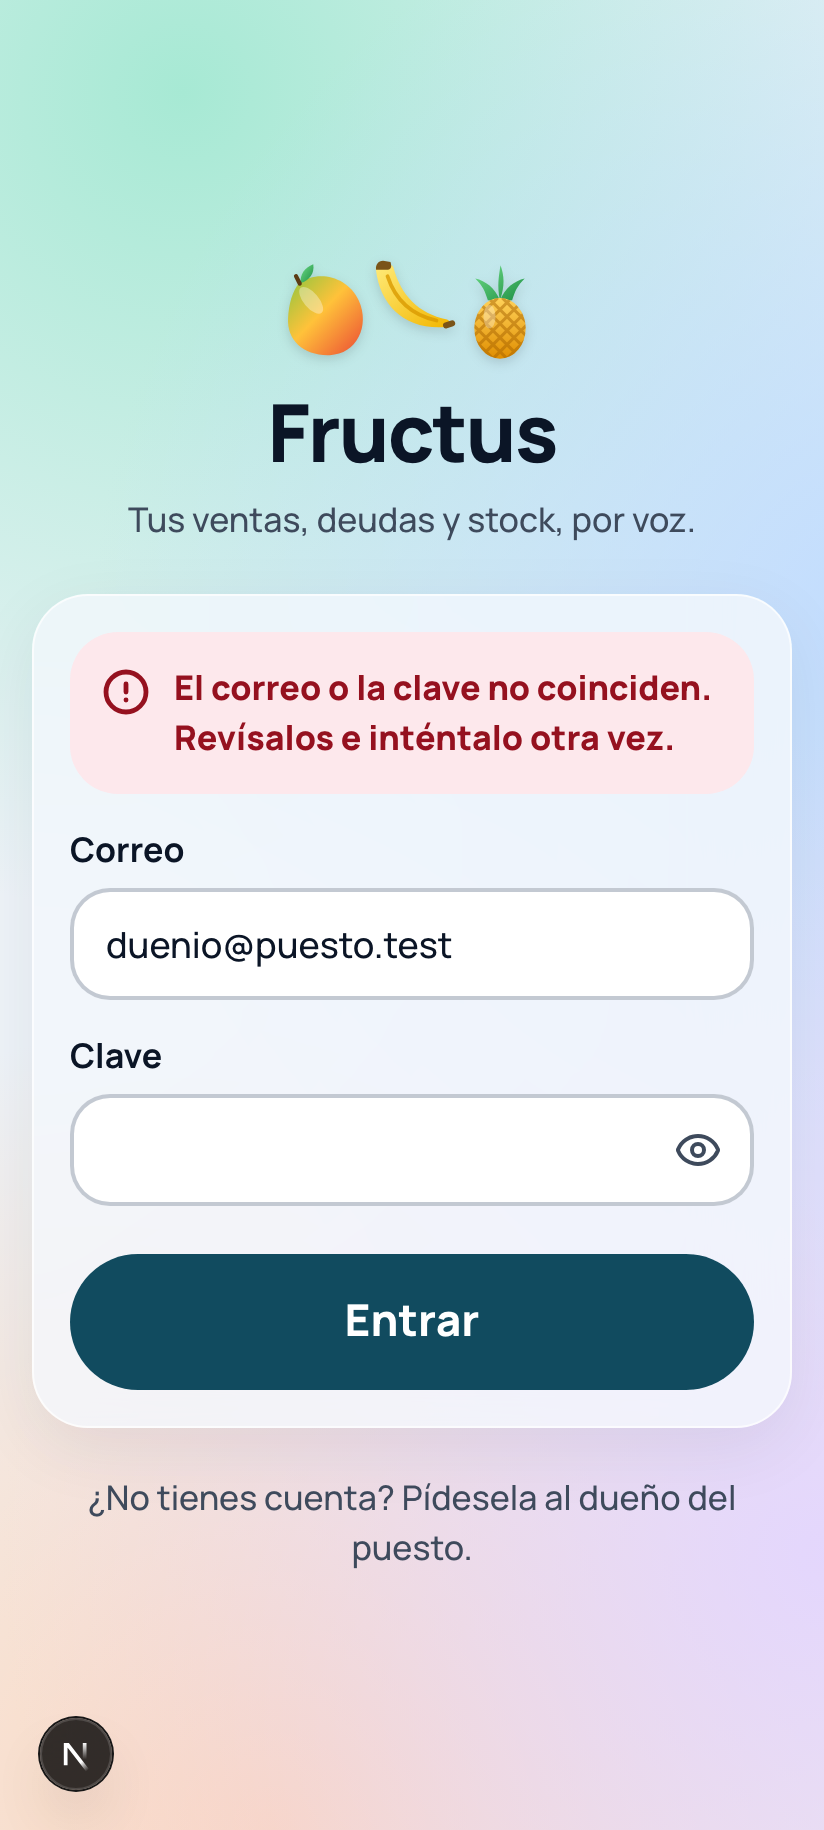 Fructus
Tus ventas, deudas y stock, por voz.
El correo o la clave no coinciden.
Revísalos e inténtalo otra vez.
Correo
duenio@puesto.test
Clave
Entrar
¿No tienes cuenta? Pídesela al dueño del
puesto.
N